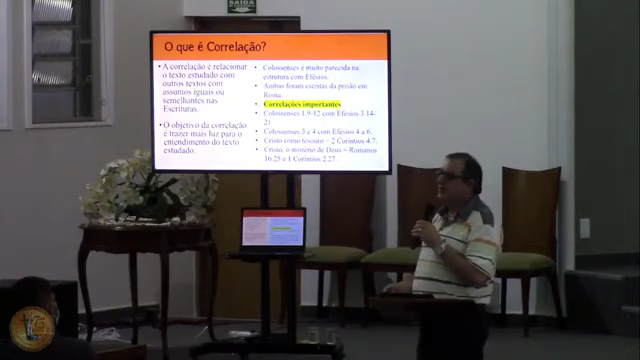 SAÍDA
O que é Correlação?
• A correlação é relacionar
o texto estudado com
outros textos com
assuntos iguais ou
semelhantes nas
Escrituras.
• O objetivo da correlação
é trazer mais luz para o
entendimento do texto
estudado.
• Colossenses é muito parecida na
estrutura com Efésios.
• Ambas foram escritas da prisão em
Roma.
• Correlações importantes
• Colossenses 1.9-12 com Efésios 3.14-
21
• Colossenses 3 e 4 com Efésios 4 a 6.
• Cristo como tesouro – 2 Coríntios 4.7.
• Cristo, o mistério de Deus – Romanos
16.25 e 1 Coríntios 2.27.